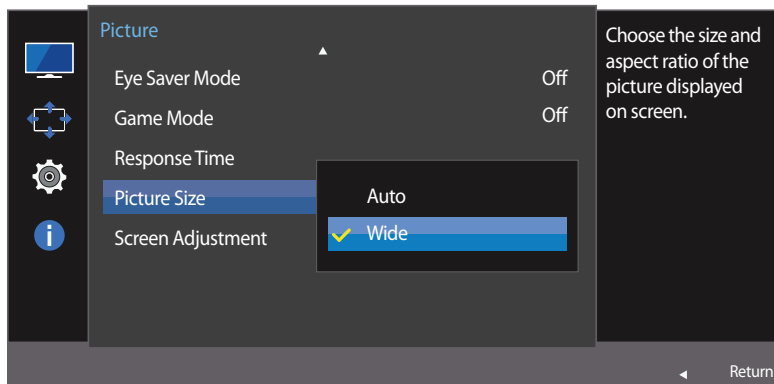 Picture
Eye Saver Mode Off
Game Mode Off
Response Time
Picture Size
Auto
Screen Adjustment
Wide
Choose the size and
aspect ratio of the
picture displayed
on screen.
Return